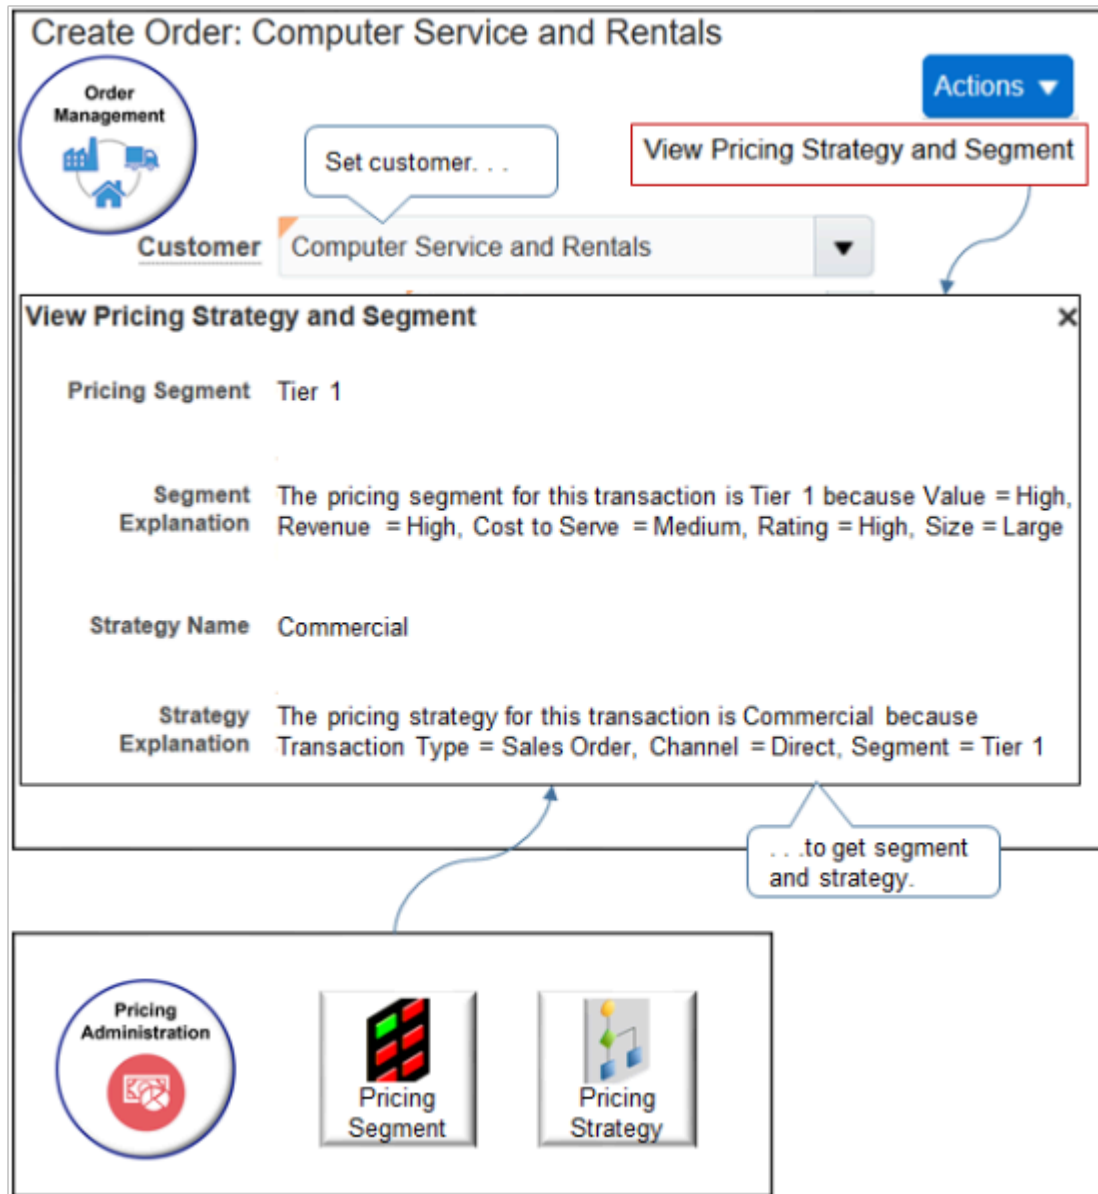 Create Order: Computer Service and Rentals
Order
Management
Actions
View Pricing Strategy and Segment
Set customer. . .
Customer
Computer Service and Rentals
View Pricing Strategy and Segment
Pricing Segment
Tier 1
Segment
Explanation
The pricing segment for this transaction is Tier 1 because Value = High,
Revenue = High, Cost to Serve = Medium, Rating = High, Size = Large
Strategy Name
Commercial
Strategy
Explanation
The pricing strategy for this transaction is Commercial because
Transaction Type = Sales Order, Channel = Direct, Segment = Tier 1
. . .to get segment
and strategy.
Pricing
Administration
Pricing
Segment
Pricing
Strategy